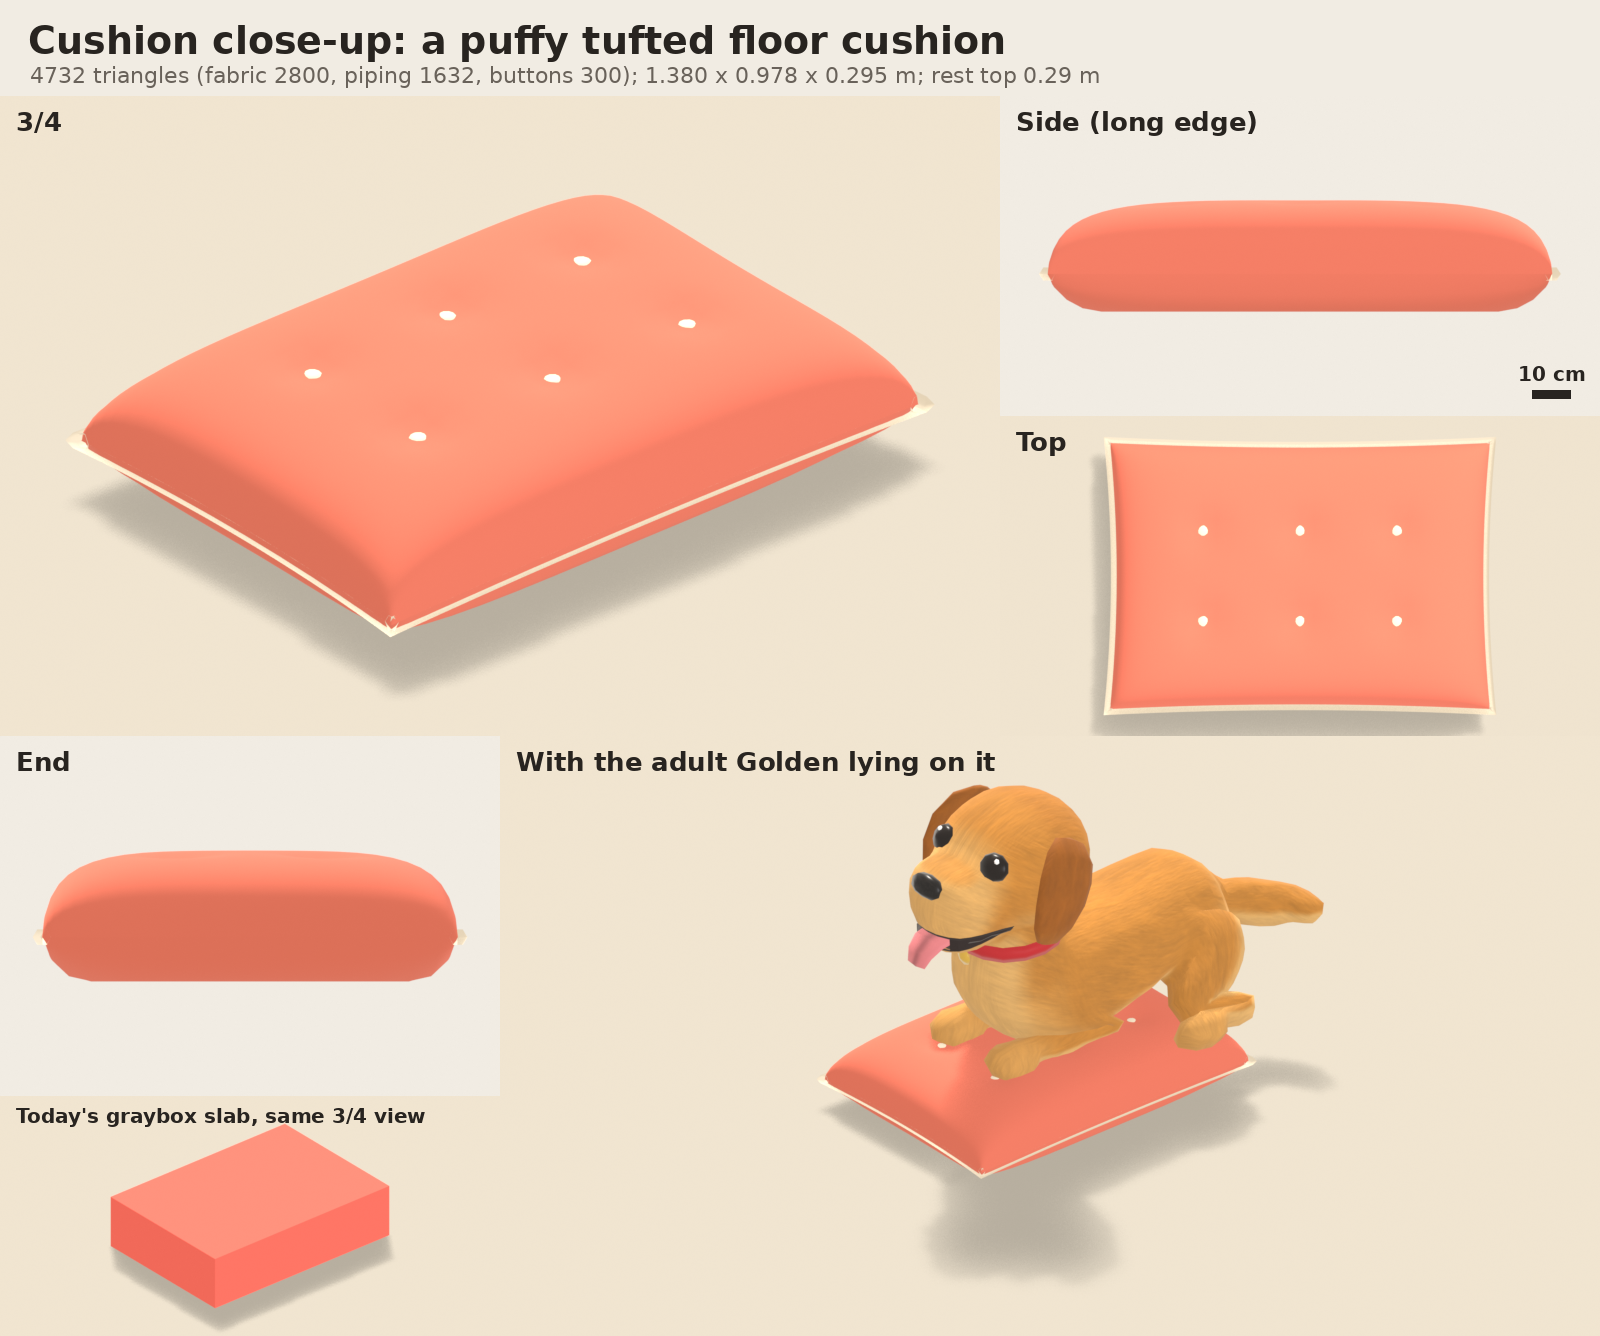 Cushion close-up: a puffy tufted floor cushion
4732 triangles (fabric 2800, piping 1632, buttons 300); 1.380 x 0.978 x 0.295 m; rest top 0.29 m
3/4
Side (long edge)
10 cm
Top
End
With the adult Golden lying on it
Today's graybox slab, same 3/4 view